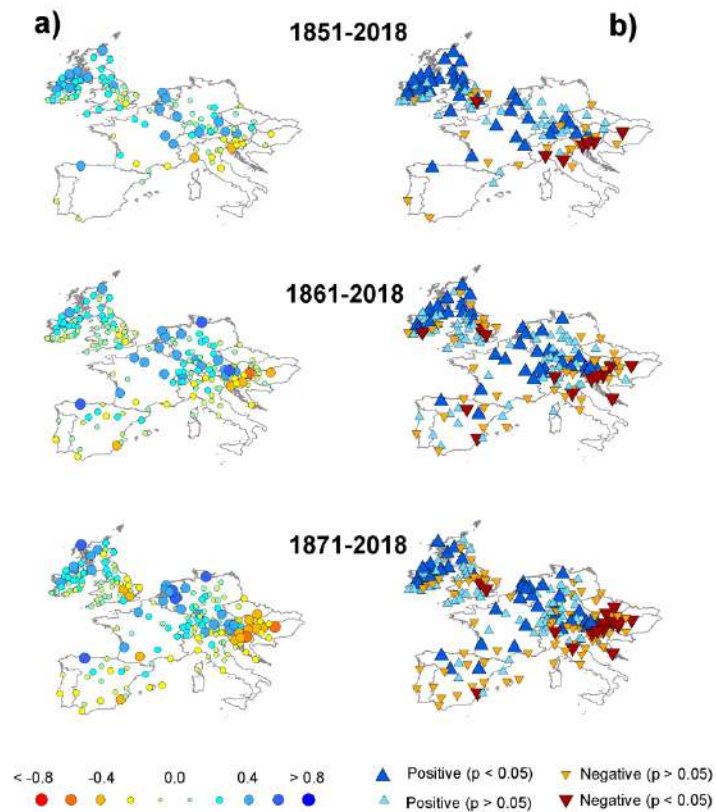 a)
b)
1851-2018
1861-2018
1871-2018
< -0.8 -0.4 0.0 0.4 > 0.8
Positive (p < 0.05) Negative (p > 0.05)
Positive (p > 0.05) Negative (p < 0.05)